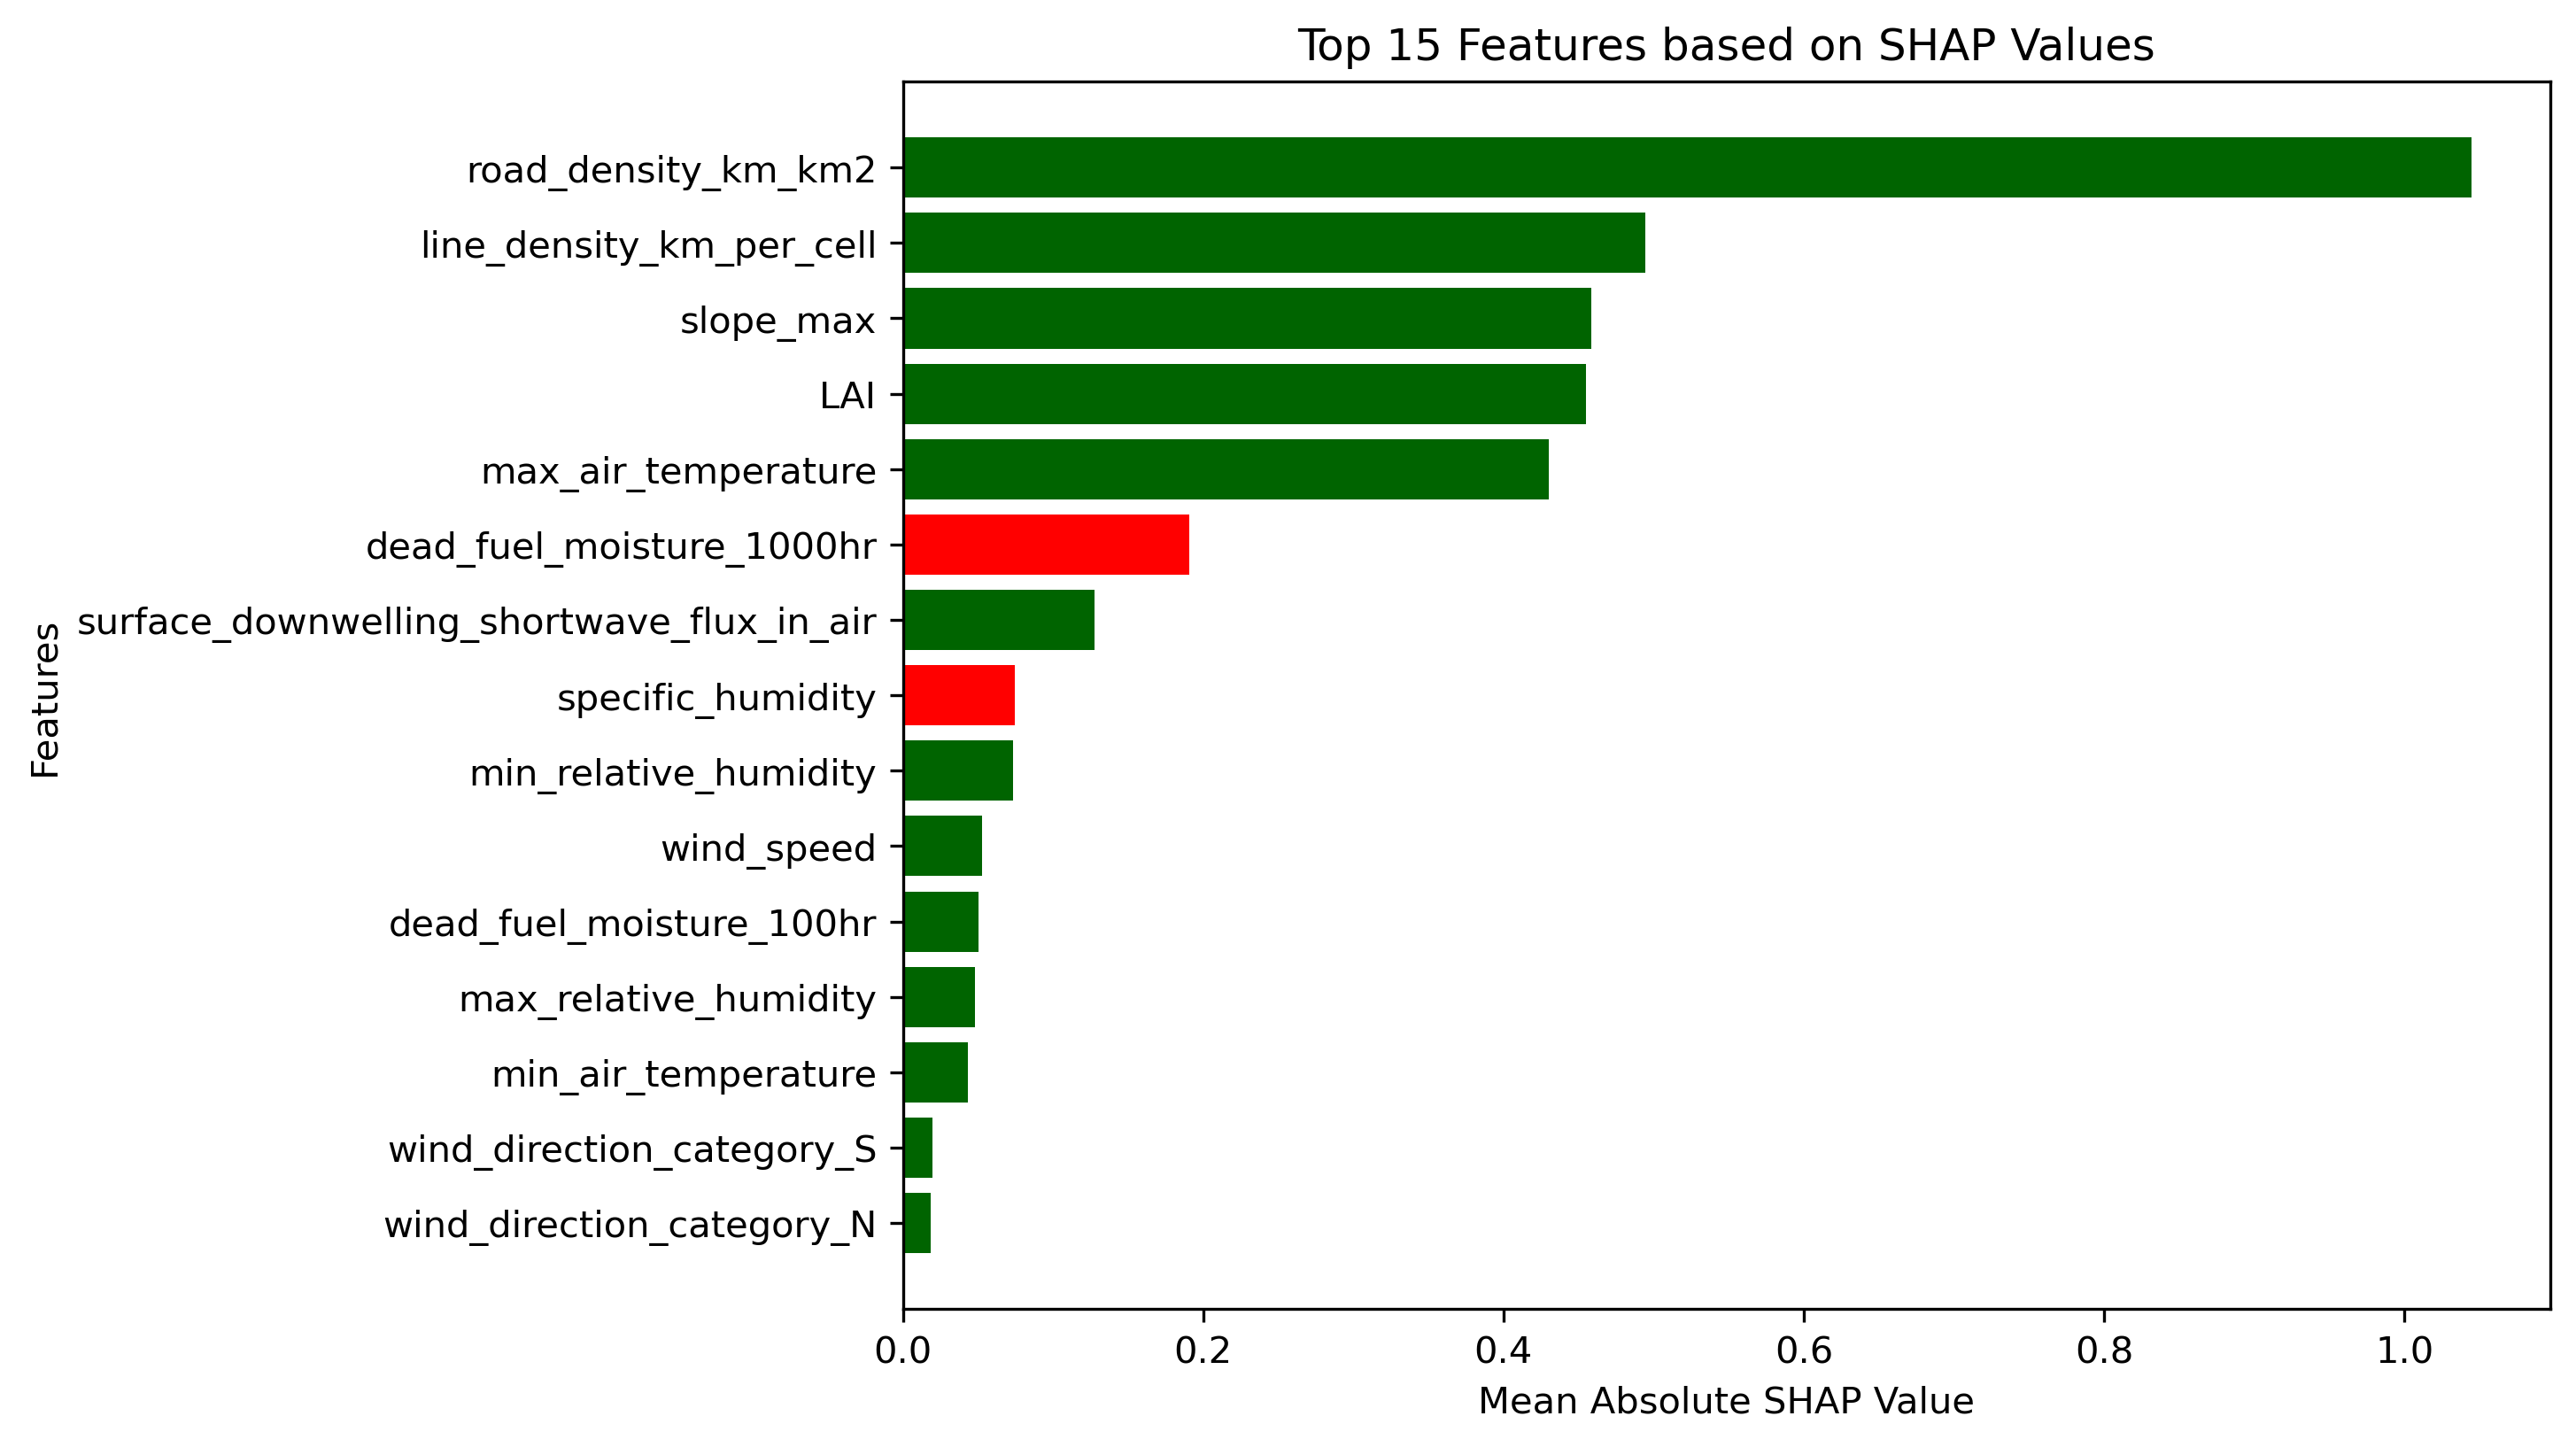 Top 15 Features based on SHAP Values
Features
road_density_km_km2
line_density_km_per_cell
slope_max
LAI
max_air_temperature
dead_fuel_moisture_1000hr
surface_downwelling_shortwave_flux_in_air
specific_humidity
min_relative_humidity
wind_speed
dead_fuel_moisture_100hr
max_relative_humidity
min_air_temperature
wind_direction_category_S
wind_direction_category_N
0.0 0.2 0.4 0.6 0.8 1.0
Mean Absolute SHAP Value